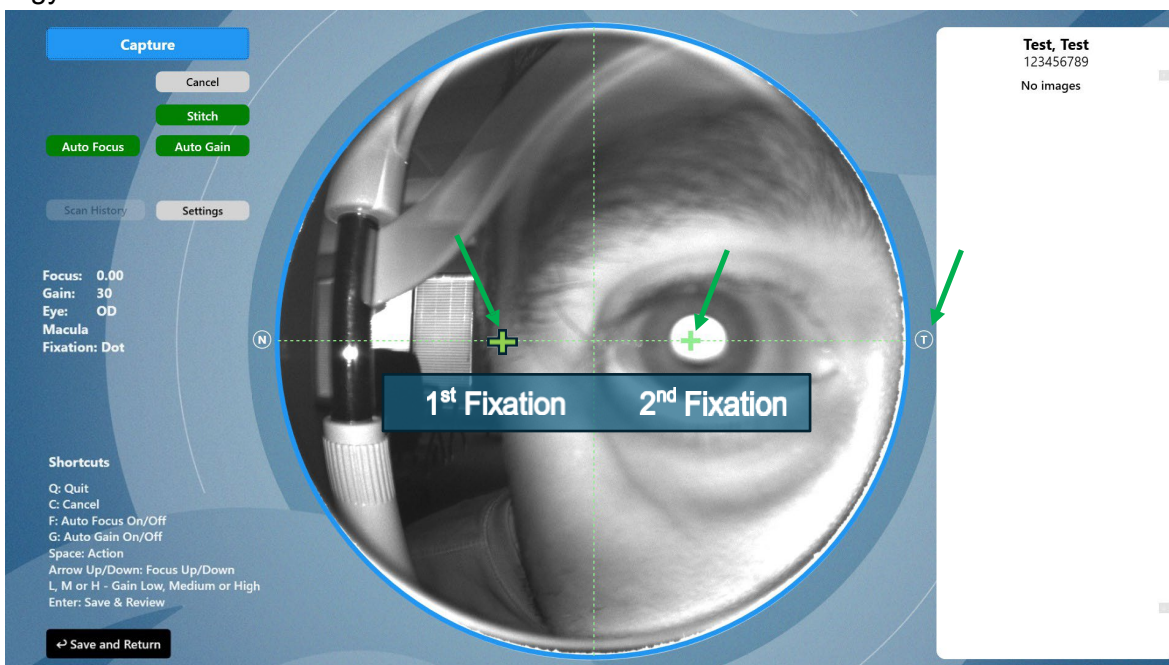 Capture
Cancel
Stitch
Auto Focus
Auto Gain
Scan History
Settings
Focus: 0.00
Gain: 30
Eye: OD
Macula
Fixation: Dot
Shortcuts
Q: Quit
C: Cancel
F: Auto Focus On/Off
G: Auto Gain On/Off
Space: Action
Arrow Up/Down: Focus Up/Down
L, M or H - Gain Low, Medium or High
Enter: Save & Review
↩ Save and Return
N
1st Fixation
2nd Fixation
T
Test, Test
123456789
No images